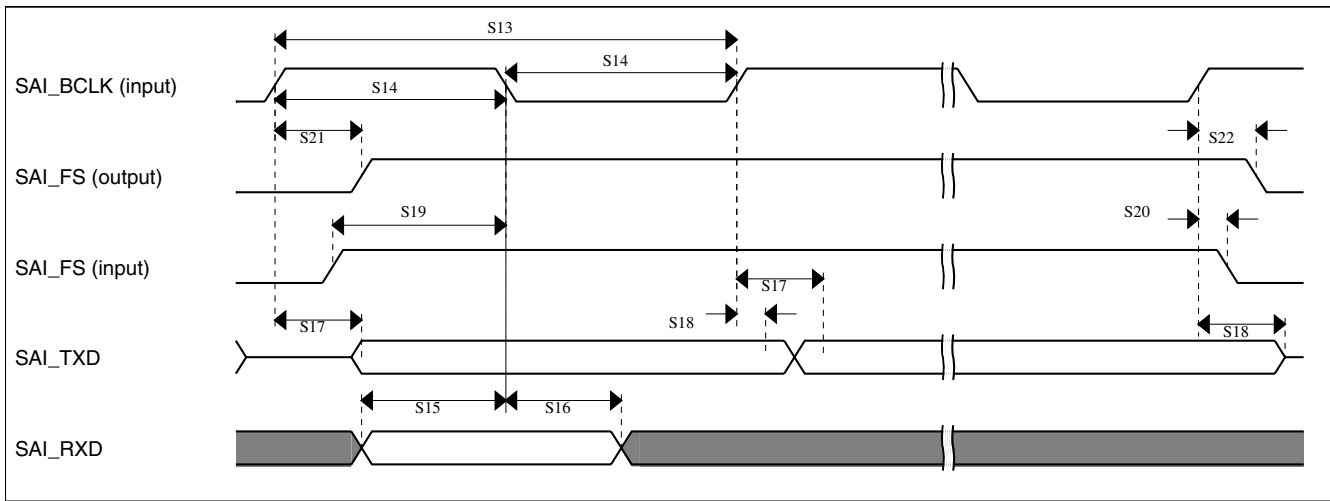 S13
S14
SAI_BCLK (input)
S14
S21
S22
SAI_FS (output)
S19
S20
SAI_FS (input)
S17
S17
S18
S18
SAI_TXD
S15
S16
SAI_RXD